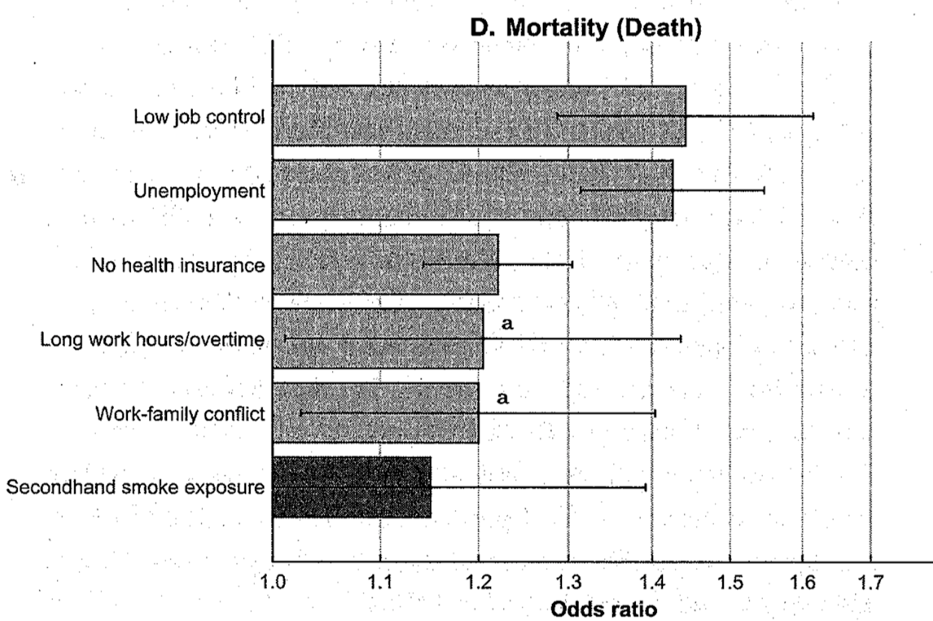 D. Mortality (Death)
Low job control
Unemployment
No health insurance
Long work hours/overtime
a
Work-family conflict
a
Secondhand smoke exposure
1.0 1.1 1.2 1.3 1.4 1.5 1.6 1.7
Odds ratio